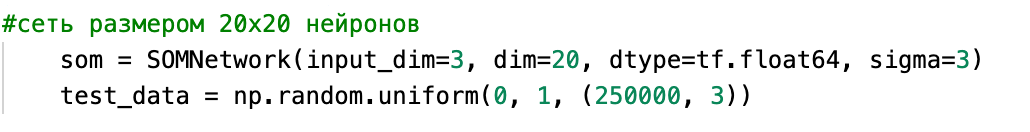 #сеть размером 20x20 нейронов
som = SOMNetwork(input_dim=3, dim=20, dtype=tf.float64, sigma=3)
test_data = np.random.uniform(0, 1, (250000, 3))